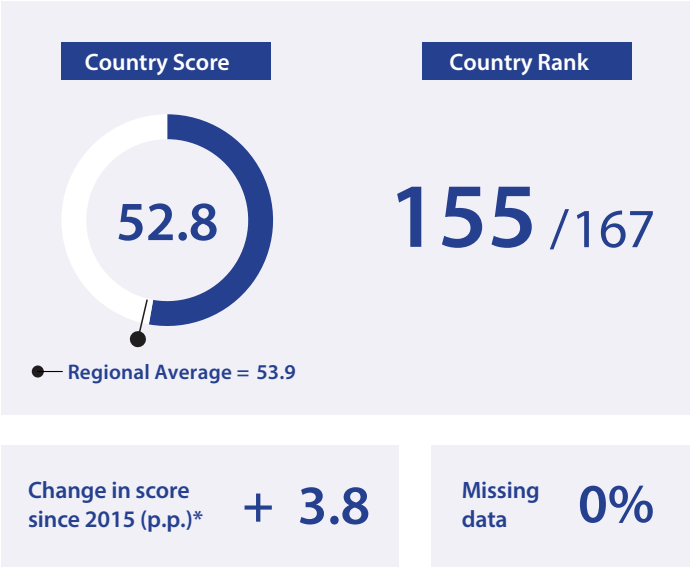 Country Score
Country Rank
52.8
155 /167
Regional Average = 53.9
Change in score
since 2015 (p.p.)*
+ 3.8
Missing
data
0%